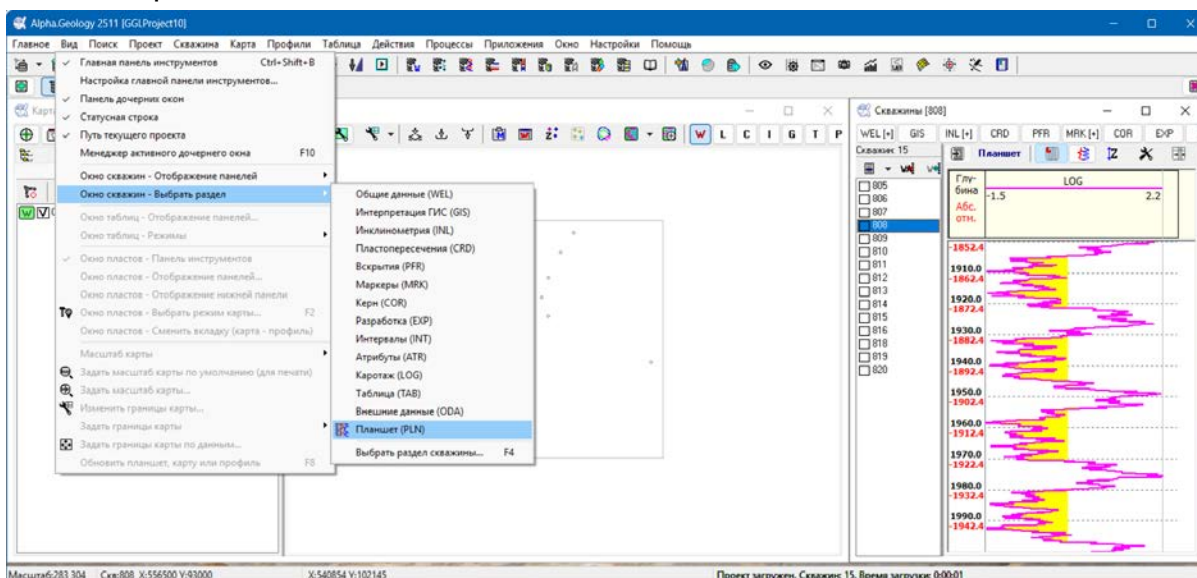 Alpha.Geology 2511 [GGLProject10]
Главное Вид Поиск Проект Скважина Карта Профили Таблица Действия Процессы Приложения Окно Настройки Помощь
Главная панель инструментов Ctrl+Shift+B
Настройка главной панели инструментов...
Панель дочерних окон
Статусная строка
Путь текущего проекта
Менеджер активного дочернего окна F10
Окно скважин - Отображение панелей
Окно скважин - Выбрать раздел
Окно таблиц - Отображение панелей...
Окно таблиц - Режимы
Окно пластов - Панель инструментов
Окно пластов - Отображение панелей...
Окно пластов - Отображение нижней панели
Окно пластов - Выбрать режим карты... F2
Окно пластов - Сменить вкладку (карта - профиль)
Масштаб карты
Задать масштаб карты по умолчанию (для печати)
Задать масштаб карты...
Изменить границы карты...
Задать границы карты
Задать границы карты по данным...
Обновить планшет, карту или профиль F8
Общие данные (WEL)
Интерпретация ГИС (GIS)
Инклинометрия (INL)
Пластопересечения (CRD)
Вскрытия (PFR)
Маркеры (MRK)
Керн (COR)
Разработка (EXP)
Интервалы (INT)
Атрибуты (ATR)
Каротаж (LOG)
Таблица (TAB)
Внешние данные (ODA)
Планшет (PLN)
Выбрать раздел скважины... F4
W L C I G T P
Скважины [808]
WEL [+] GIS INL [+] CRD PFR MRK [+] COR EXP
Скважин: 15
Планшет
805
806
807
808
809
810
811
812
813
814
815
816
818
819
820
Глу-
бина
Абс.
отн.
LOG
-1.5 2.2
-1852.4
1910.0
-1862.4
1920.0
-1872.4
1930.0
-1882.4
1940.0
-1892.4
1950.0
-1902.4
1960.0
-1912.4
1970.0
-1922.4
1980.0
-1932.4
1990.0
-1942.4
Масштаб:283 304 Скв:808 X:556500 Y:93000 X:540854 Y:102145 Проект загружен. Скважин: 15. Время загрузки: 0:00:01